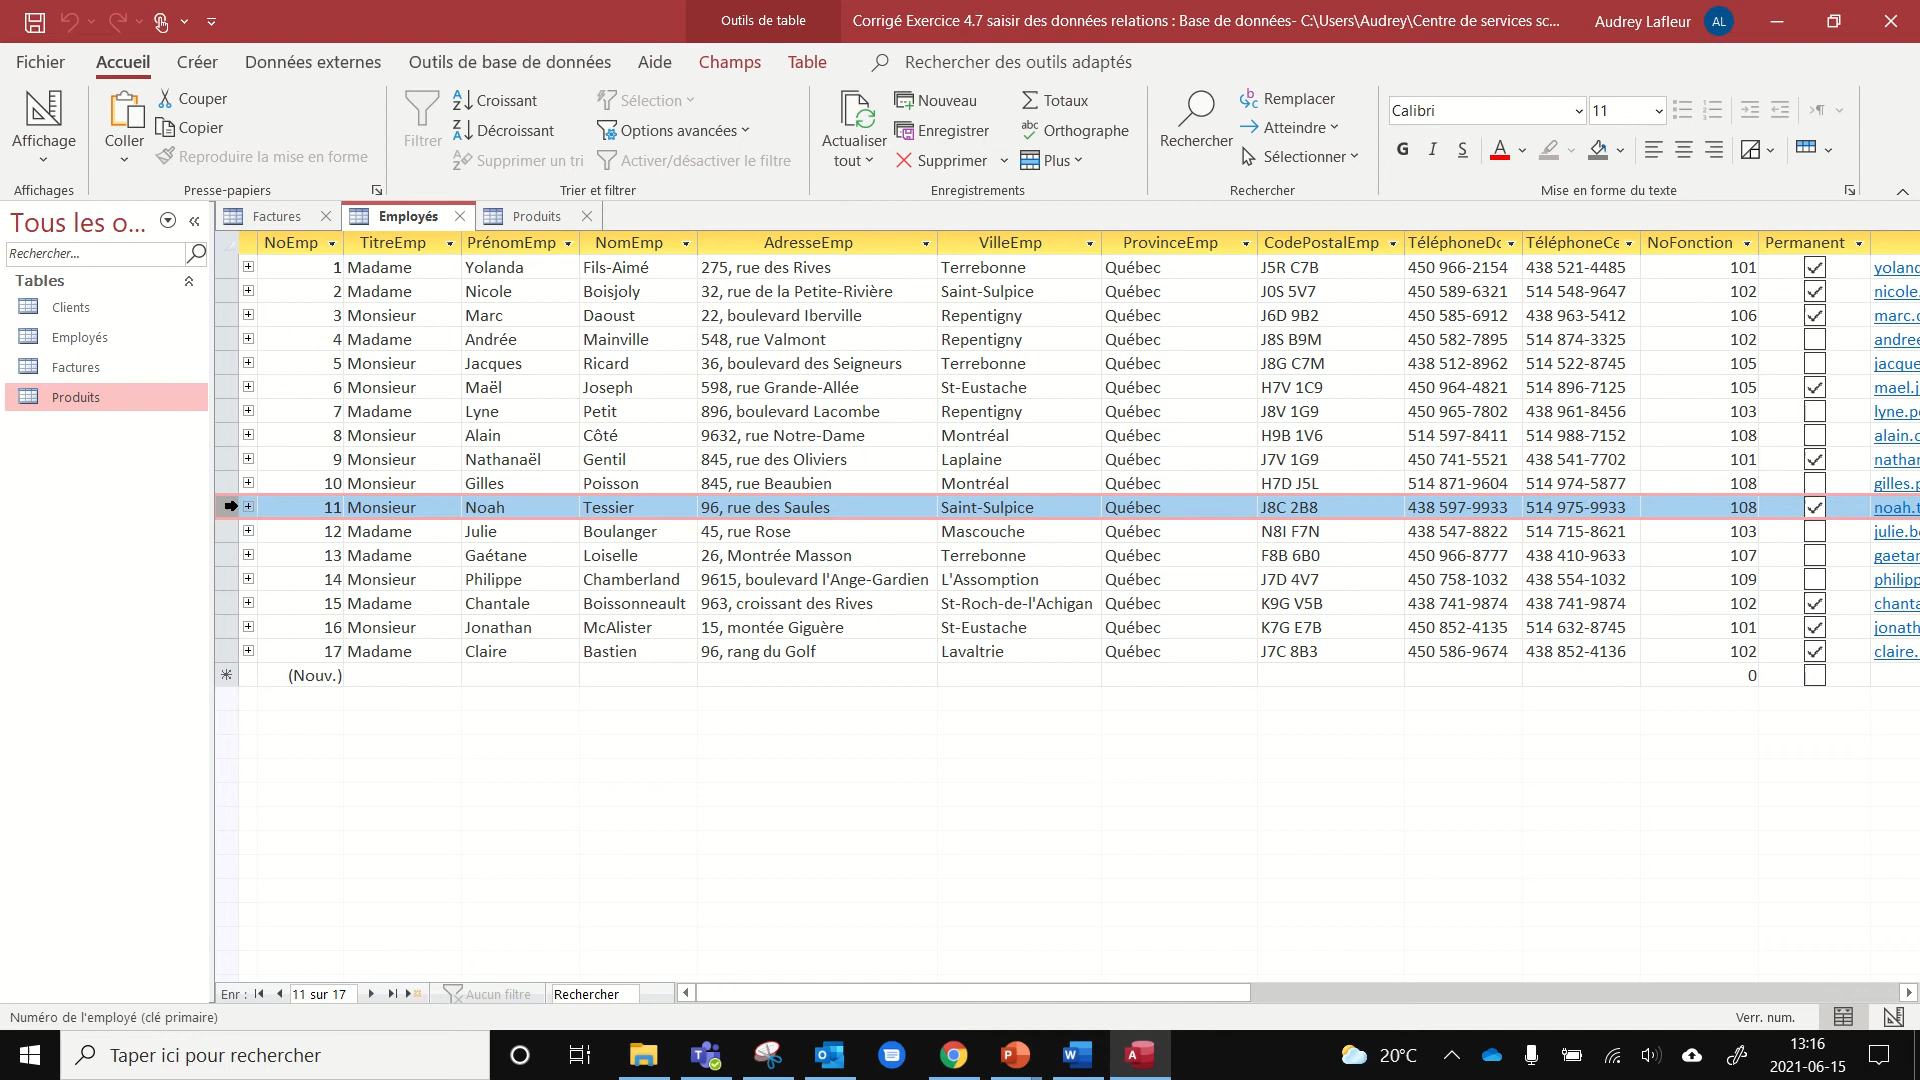 Outils de table
Corrigé Exercice 4.7 saisir des données relations : Base de données- C:\Users\Audrey\Centre de services sc...
Audrey Lafleur
AL
Fichier Accueil Créer Données externes Outils de base de données Aide Champs Table Rechercher des outils adaptés
Affichage
Affichages
Coller
Couper
Copier
Reproduire la mise en forme
Presse-papiers
Filtrer
Croissant
Décroissant
Supprimer un tri
Sélection
Options avancées
Activer/désactiver le filtre
Trier et filtrer
Actualiser tout
Nouveau
Enregistrer
Supprimer
Totaux
Orthographe
Plus
Enregistrements
Rechercher
Remplacer
Atteindre
Sélectionner
Rechercher
Calibri 11
G I S
Mise en forme du texte
Tous les o...
Rechercher...
Tables
Clients
Employés
Factures
Produits
Factures Employés Produits
NoEmp TitreEmp PrénomEmp NomEmp AdresseEmp VilleEmp ProvinceEmp CodePostalEmp TéléphoneDo TéléphoneCe NoFonction Permanent
1 Madame Yolanda Fils-Aimé 275, rue des Rives Terrebonne Québec J5R C7B 450 966-2154 438 521-4485 101 yoland
2 Madame Nicole Boisjoly 32, rue de la Petite-Rivière Saint-Sulpice Québec J0S 5V7 450 589-6321 514 548-9647 102 nicole.
3 Monsieur Marc Daoust 22, boulevard Iberville Repentigny Québec J6D 9B2 450 585-6912 438 963-5412 106 marc.
4 Madame Andrée Mainville 548, rue Valmont Repentigny Québec J8S B9M 450 582-7895 514 874-3325 102 andree
5 Monsieur Jacques Ricard 36, boulevard des Seigneurs Terrebonne Québec J8G C7M 438 512-8962 514 522-8745 105 jacque
6 Monsieur Maël Joseph 598, rue Grande-Allée St-Eustache Québec H7V 1C9 450 964-4821 514 896-7125 105 mael.j
7 Madame Lyne Petit 896, boulevard Lacombe Repentigny Québec J8V 1G9 450 965-7802 438 961-8456 103 lyne.p
8 Monsieur Alain Côté 9632, rue Notre-Dame Montréal Québec H9B 1V6 514 597-8411 514 988-7152 108 alain.c
9 Monsieur Nathanaël Gentil 845, rue des Oliviers Laplaine Québec J7V 1G9 450 741-5521 438 541-7702 101 nathan
10 Monsieur Gilles Poisson 845, rue Beaubien Montréal Québec H7D J5L 514 871-9604 514 974-5877 108 gilles.p
11 Monsieur Noah Tessier 96, rue des Saules Saint-Sulpice Québec J8C 2B8 438 597-9933 514 975-9933 108 noah.t
12 Madame Julie Boulanger 45, rue Rose Mascouche Québec N8I F7N 438 547-8822 514 715-8621 103 julie.b
13 Madame Gaétane Loiselle 26, Montrée Masson Terrebonne Québec F8B 6B0 450 966-8777 438 410-9633 107 gaetan
14 Monsieur Philippe Chamberland 9615, boulevard l'Ange-Gardien L'Assomption Québec J7D 4V7 450 758-1032 438 554-1032 109 philipp
15 Madame Chantale Boissonneault 963, croissant des Rives St-Roch-de-l'Achigan Québec K9G V5B 438 741-9874 438 741-9874 102 chanta
16 Monsieur Jonathan McAlister 15, montée Giguère St-Eustache Québec K7G E7B 450 852-4135 514 632-8745 101 jonath
17 Madame Claire Bastien 96, rang du Golf Lavaltrie Québec J7C 8B3 450 586-9674 438 852-4136 102 claire.
(Nouv.) 0
Enr : 11 sur 17 Aucun filtre Rechercher
Numéro de l'employé (clé primaire)
Verr. num.
Taper ici pour rechercher
20°C
13:16
2021-06-15